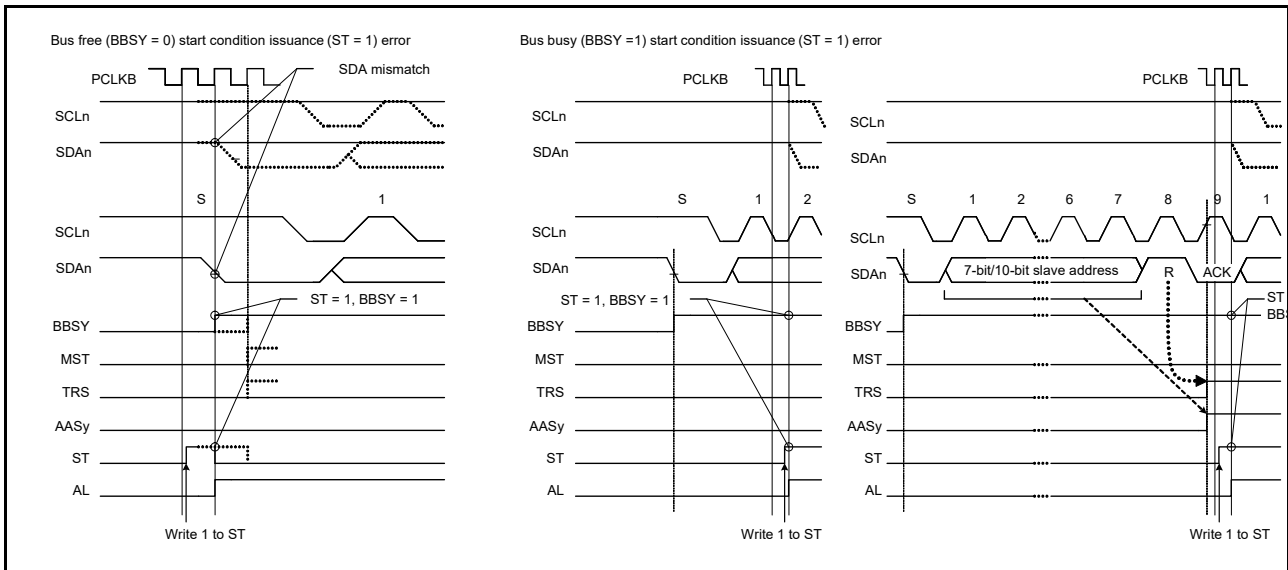 Bus free (BBSY = 0) start condition issuance (ST = 1) error
PCLKB
SDA mismatch
SCLn
SDAn
S 1
SCLn
SDAn
ST = 1, BBSY = 1
BBSY
MST
TRS
AASy
ST
AL
Write 1 to ST
Bus busy (BBSY =1) start condition issuance (ST = 1) error
PCLKB
SCLn
SDAn
S 1 2
SCLn
SDAn
ST = 1, BBSY = 1
BBSY
MST
TRS
AASy
ST
AL
Write 1 to ST
PCLKB
SCLn
SDAn
S 1 2 6 7 8 9 1
SCLn
SDAn 7-bit/10-bit slave address R ACK
ST
BBSY BBS
MST
TRS
AASy
ST
AL
Write 1 to ST